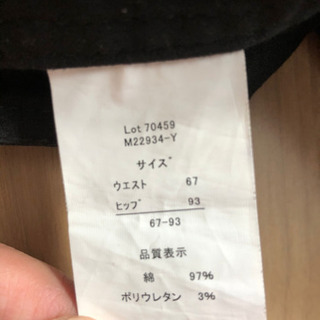 Lot 70459
M22934-Y
サイズ
ウエスト 67
ヒップ 93
67-93
品質表示
綿 97%
ポリウレタン 3%